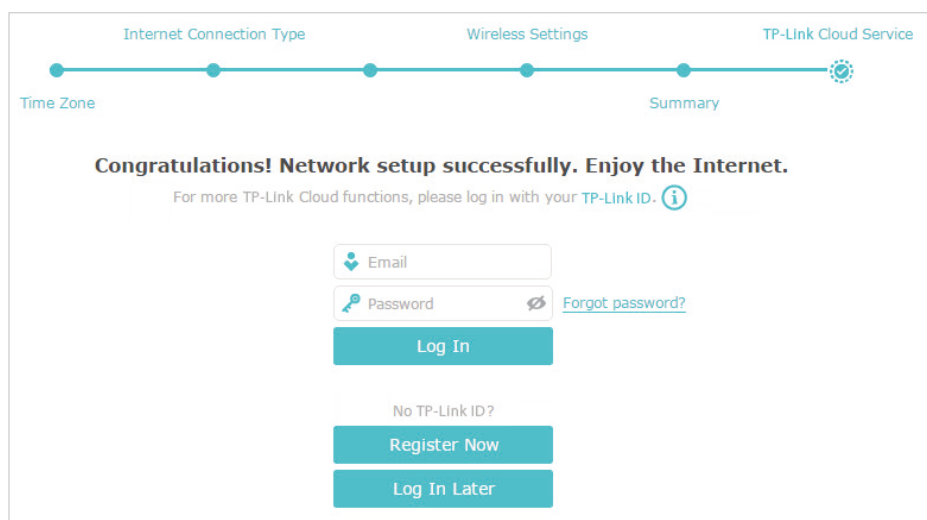 Internet Connection Type Wireless Settings TP-Link Cloud Service
Time Zone Summary
Congratulations! Network setup successfully. Enjoy the Internet.
For more TP-Link Cloud functions, please log in with your TP-Link ID.
Email
Password Forgot password?
Log In
No TP-Link ID?
Register Now
Log In Later